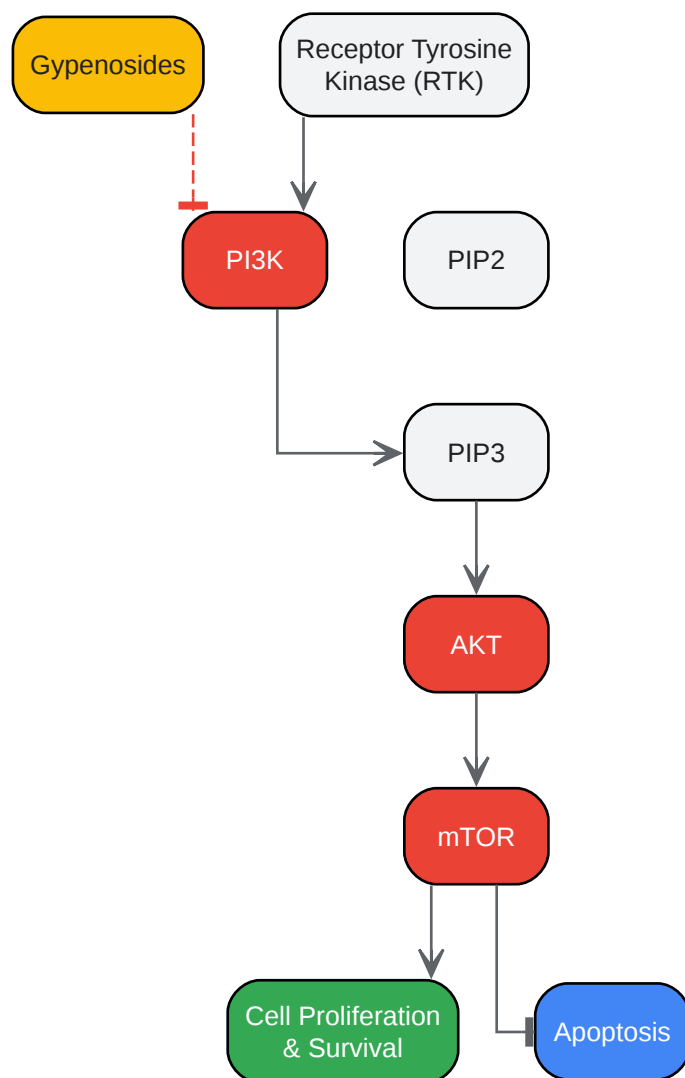 Gypenosides
Receptor Tyrosine
Kinase (RTK)
PI3K
PIP2
PIP3
AKT
mTOR
Cell Proliferation
& Survival
Apoptosis